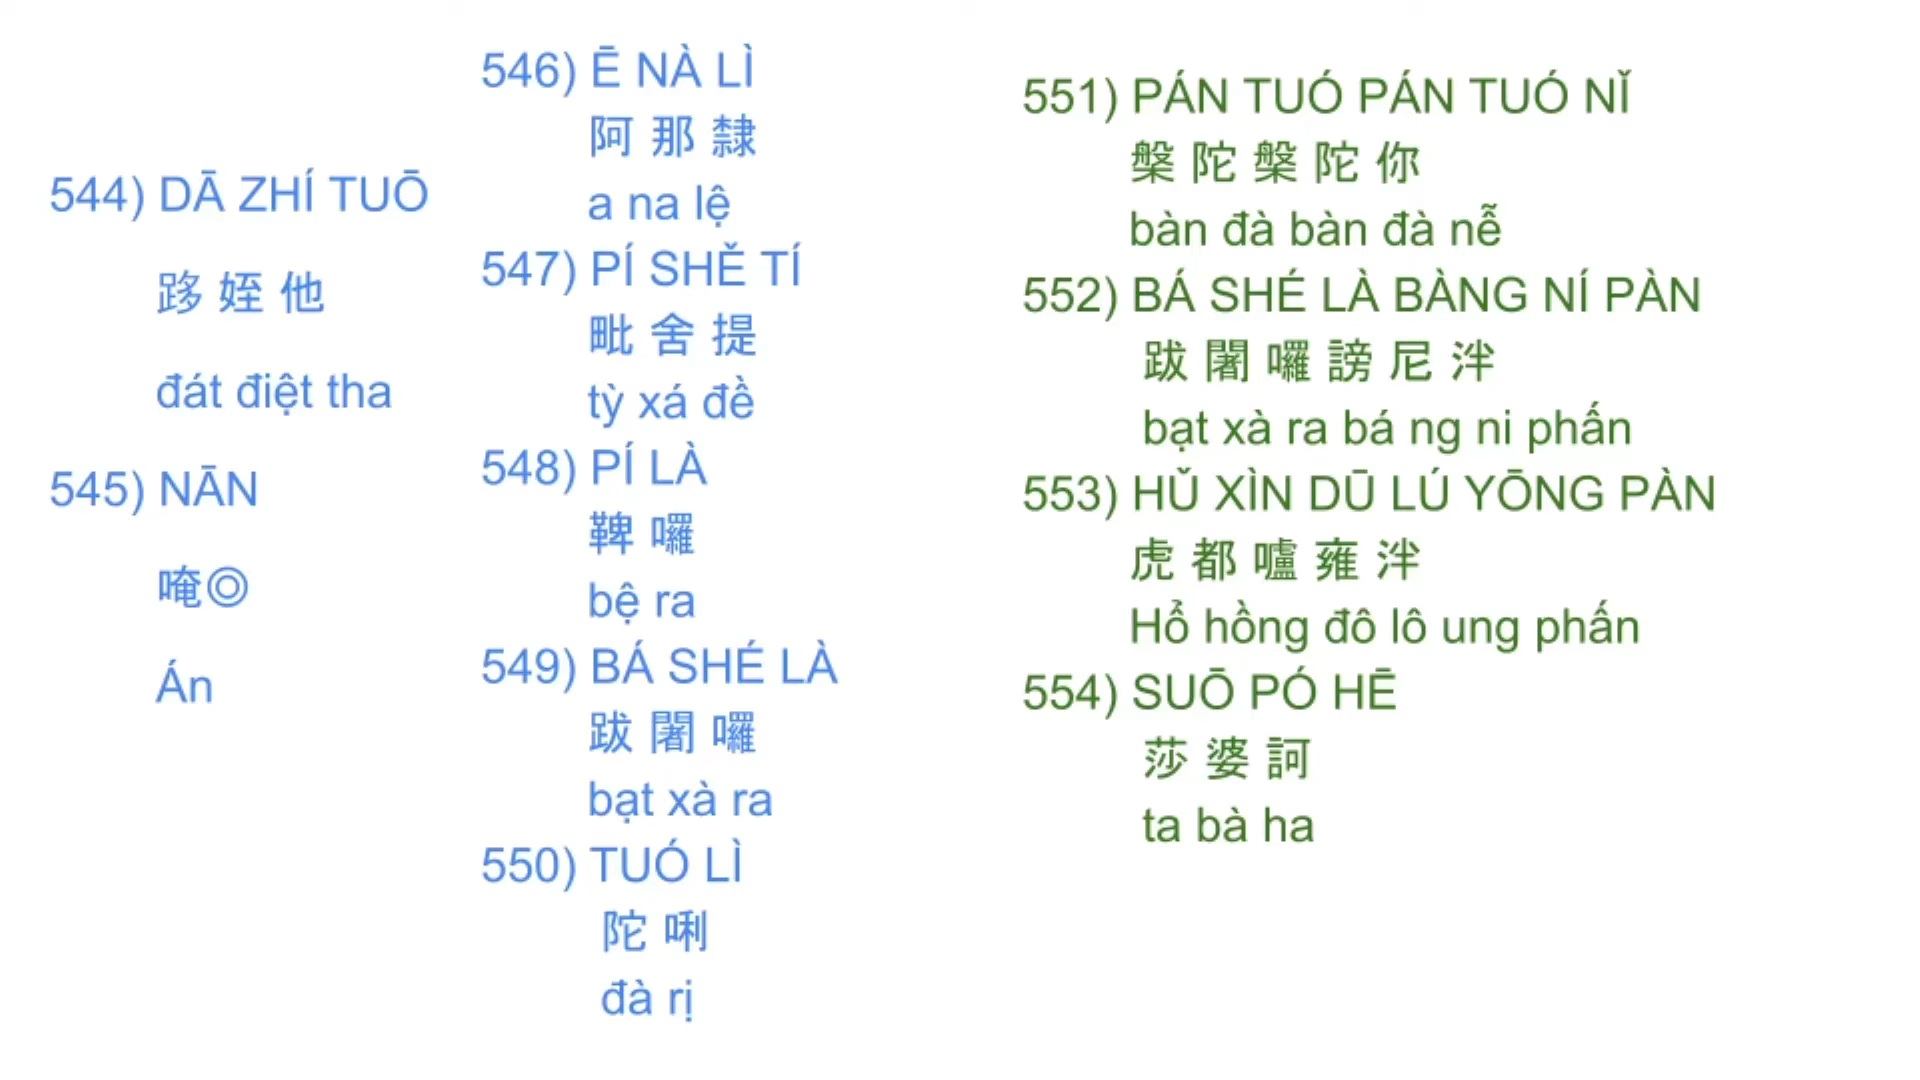 544) DĀ ZHÍ TUŌ
跢 姪 他
đát điệt tha
545) NĀN
唵◎
Án
546) Ē NÀ LÌ
阿 那 隸
a na lệ
547) PÍ SHĚ TÍ
毗 舍 提
tỳ xá đề
548) PÍ LÀ
鞞 囉
bệ ra
549) BÁ SHÉ LÀ
跋 闍 囉
bạt xà ra
550) TUÓ LÌ
陀 唎
đà rị
551) PÁN TUÓ PÁN TUÓ NǏ
槃 陀 槃 陀 你
bàn đà bàn đà nễ
552) BÁ SHÉ LÀ BÀNG NÍ PÀN
跋 闍 囉 謗 尼 泮
bạt xà ra bá ng ni phấn
553) HǓ XÌN DŪ LÚ YŌNG PÀN
虎 都 嚧 雍 泮
Hổ hồng đô lô ung phấn
554) SUŌ PÓ HĒ
莎 婆 訶
ta bà ha